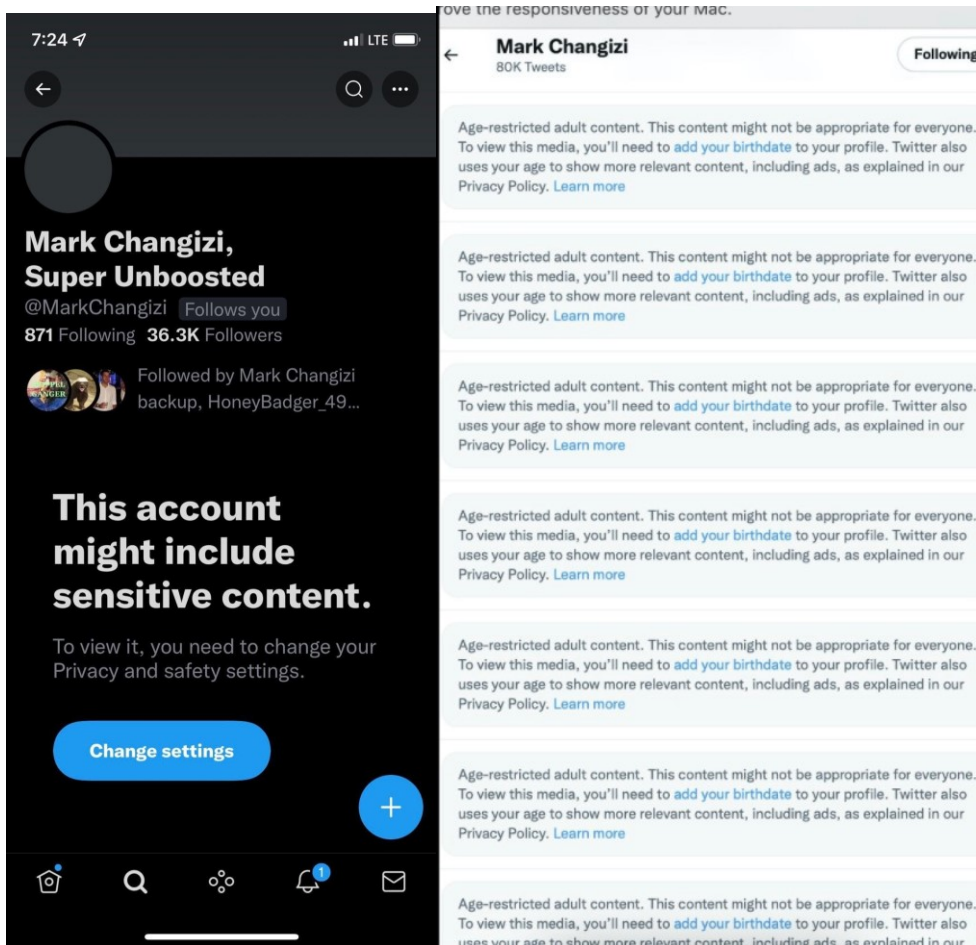 7:24
LTE
Mark Changizi,
Super Unboosted
@MarkChangizi Follows you
871 Following 36.3K Followers
Followed by Mark Changizi
backup, HoneyBadger_49...
This account
might include
sensitive content.
To view it, you need to change your
Privacy and safety settings.
Change settings
1
ove the responsiveness of your Mac.
Mark Changizi
80K Tweets
Following
Age-restricted adult content. This content might not be appropriate for everyone.
To view this media, you'll need to add your birthdate to your profile. Twitter also
uses your age to show more relevant content, including ads, as explained in our
Privacy Policy. Learn more
Age-restricted adult content. This content might not be appropriate for everyone.
To view this media, you'll need to add your birthdate to your profile. Twitter also
uses your age to show more relevant content, including ads, as explained in our
Privacy Policy. Learn more
Age-restricted adult content. This content might not be appropriate for everyone.
To view this media, you'll need to add your birthdate to your profile. Twitter also
uses your age to show more relevant content, including ads, as explained in our
Privacy Policy. Learn more
Age-restricted adult content. This content might not be appropriate for everyone.
To view this media, you'll need to add your birthdate to your profile. Twitter also
uses your age to show more relevant content, including ads, as explained in our
Privacy Policy. Learn more
Age-restricted adult content. This content might not be appropriate for everyone.
To view this media, you'll need to add your birthdate to your profile. Twitter also
uses your age to show more relevant content, including ads, as explained in our
Privacy Policy. Learn more
Age-restricted adult content. This content might not be appropriate for everyone.
To view this media, you'll need to add your birthdate to your profile. Twitter also
uses your age to show more relevant content, including ads, as explained in our
Privacy Policy. Learn more
Age-restricted adult content. This content might not be appropriate for everyone.
To view this media, you'll need to add your birthdate to your profile. Twitter also
uses your age to show more relevant content, including ads, as explained in our